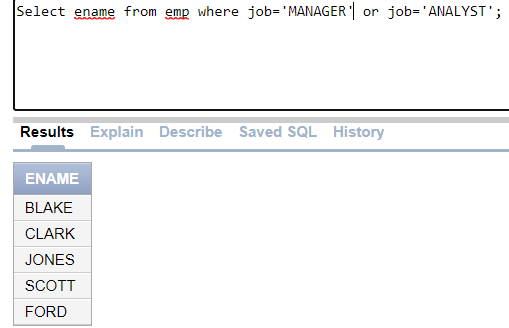 Select ename from emp where job='MANAGER' or job='ANALYST';
Results Explain Describe Saved SQL History
ENAME
BLAKE
CLARK
JONES
SCOTT
FORD